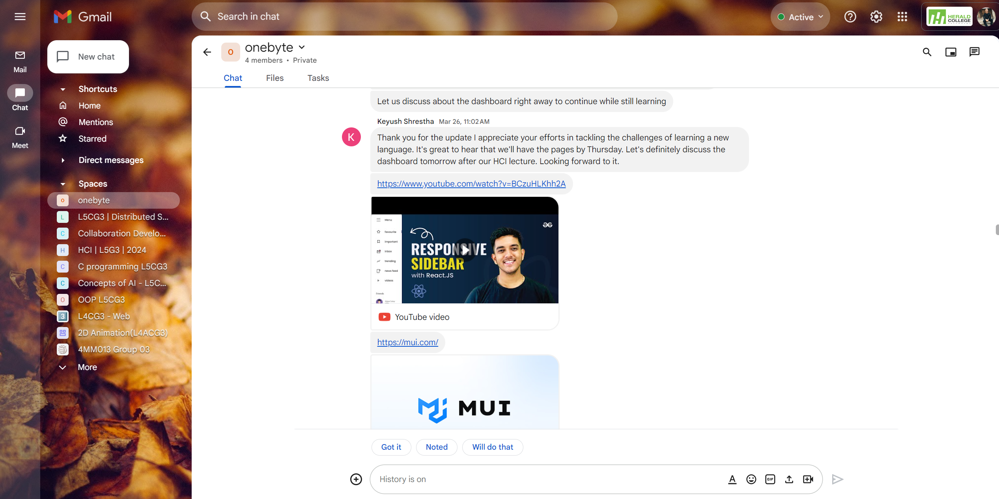 Gmail
Search in chat
Active
HERALD
COLLEGE
Mail
Chat
Meet
New chat
Shortcuts
Home
Mentions
Starred
Direct messages
Spaces
o onebyte
L L5CG3 | Distributed S...
C Collaboration Develo...
H HCI | L5G3 | 2024
C C programming L5CG3
C Concepts of AI - L5C...
O OOP L5CG3
3 L4CG3 - Web
2D Animation(L4ACG3)
4MM013 Group 03
More
o
onebyte
4 members • Private
Chat Files Tasks
Let us discuss about the dashboard right away to continue while still learning
Keyush Shrestha Mar 26, 11:02 AM
K
Thank you for the update I appreciate your efforts in tackling the challenges of learning a new
language. It's great to hear that we'll have the pages by Thursday. Let's definitely discuss the
dashboard tomorrow after our HCI lecture. Looking forward to it.
https://www.youtube.com/watch?v=BCzuHLKhh2A
Menu
favourite
important
inbox
trending
news feed
videos
Friends
RESPONSIVE
SIDEBAR
with React.JS
YouTube video
https://mui.com/
MUI
Got it Noted Will do that
History is on
GIF